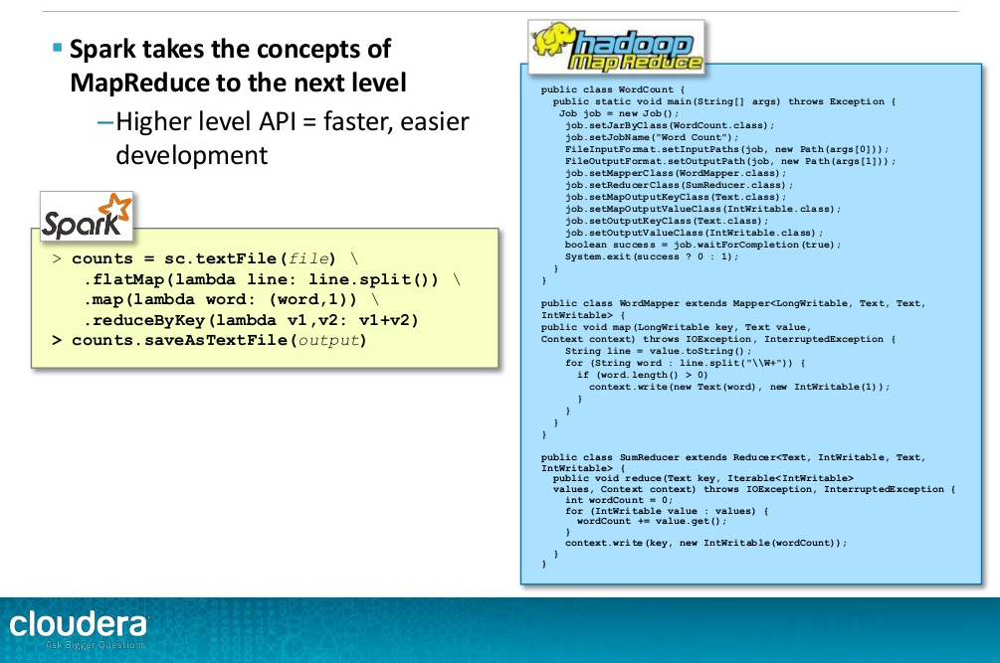 ▪ Spark takes the concepts of
MapReduce to the next level
–Higher level API = faster, easier
development
Spark
> counts = sc.textFile(file) \
.flatMap(lambda line: line.split()) \
.map(lambda word: (word,1)) \
.reduceByKey(lambda v1,v2: v1+v2)
> counts.saveAsTextFile(output)
hadoop
Map Reduce
public class WordCount {
public static void main(String[] args) throws Exception {
Job job = new Job();
job.setJarByClass(WordCount.class);
job.setJobName("Word Count");
FileInputFormat.setInputPaths(job, new Path(args[0]));
FileOutputFormat.setOutputPath(job, new Path(args[1]));
job.setMapperClass(WordMapper.class);
job.setReducerClass(SumReducer.class);
job.setMapOutputKeyClass(Text.class);
job.setMapOutputValueClass(IntWritable.class);
job.setOutputKeyClass(Text.class);
job.setOutputValueClass(IntWritable.class);
boolean success = job.waitForCompletion(true);
System.exit(success ? 0 : 1);
}
}
public class WordMapper extends Mapper<LongWritable, Text, Text,
IntWritable> {
public void map(LongWritable key, Text value,
Context context) throws IOException, InterruptedException {
String line = value.toString();
for (String word : line.split("\\W+")) {
if (word.length() > 0)
context.write(new Text(word), new IntWritable(1));
}
}
}
}
public class SumReducer extends Reducer<Text, IntWritable, Text,
IntWritable> {
public void reduce(Text key, Iterable<IntWritable>
values, Context context) throws IOException, InterruptedException {
int wordCount = 0;
for (IntWritable value : values) {
wordCount += value.get();
}
context.write(key, new IntWritable(wordCount));
}
}
cloudera
Ask Bigger Questions